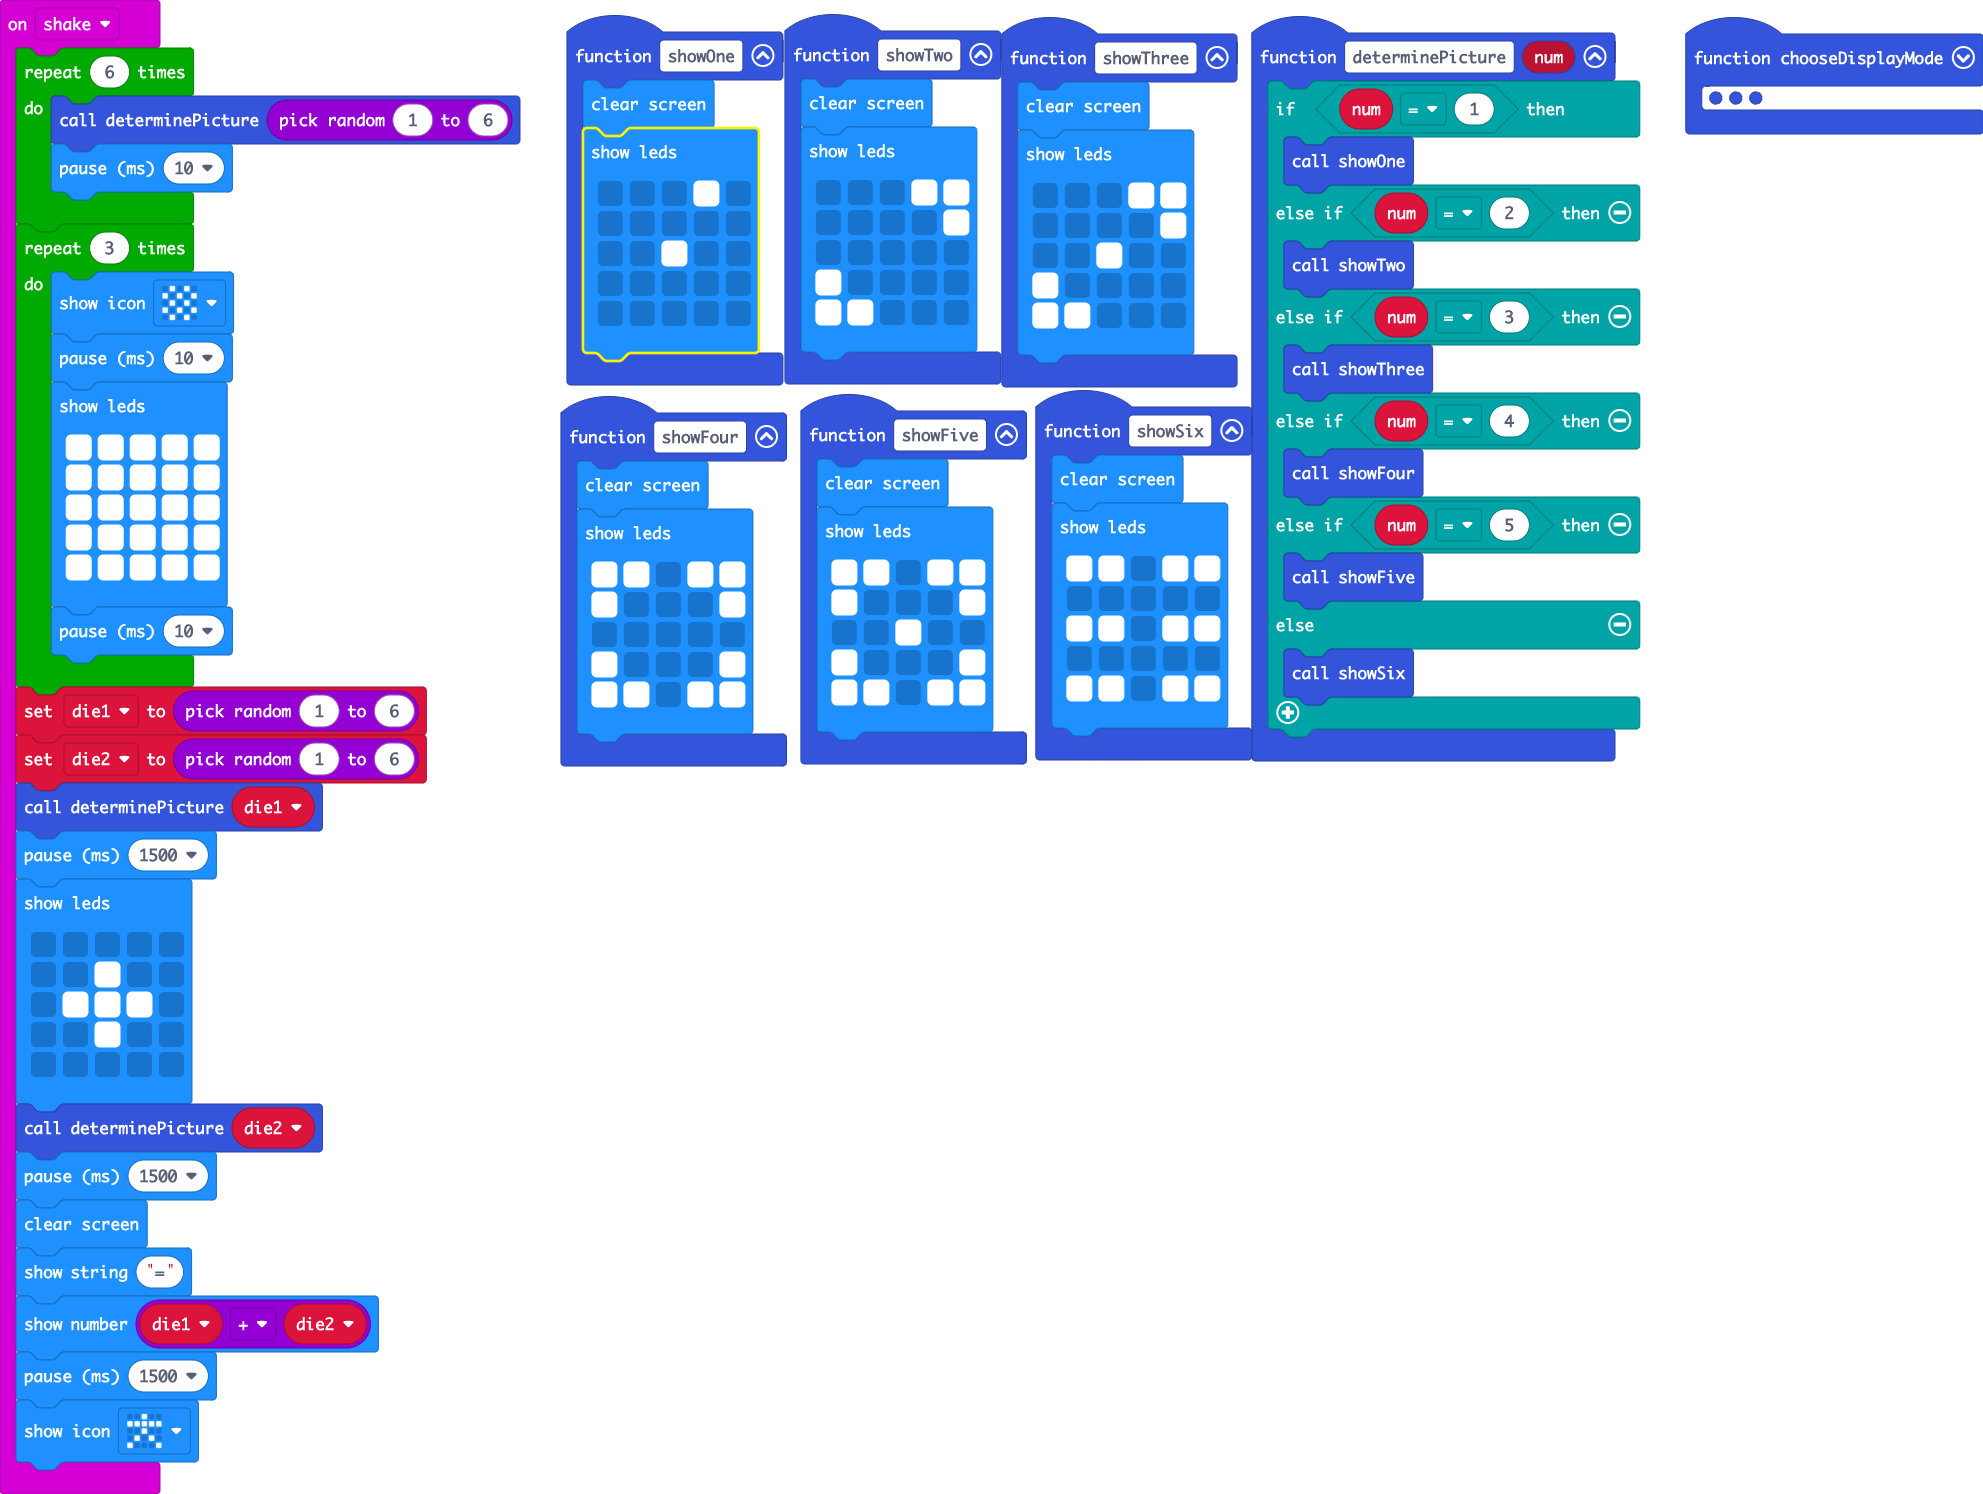 on shake
repeat 6 times
do
call determinePicture pick random 1 to 6
pause (ms) 10
repeat 3 times
do
show icon
pause (ms) 10
show leds
pause (ms) 10
set die1 to pick random 1 to 6
set die2 to pick random 1 to 6
call determinePicture die1
pause (ms) 1500
show leds
call determinePicture die2
pause (ms) 1500
clear screen
show string "="
show number die1 + die2
pause (ms) 1500
show icon
function showOne
clear screen
show leds
function showTwo
clear screen
show leds
function showThree
clear screen
show leds
function showFour
clear screen
show leds
function showFive
clear screen
show leds
function showSix
clear screen
show leds
function determinePicture num
if num = 1 then
call showOne
else if num = 2 then
call showTwo
else if num = 3 then
call showThree
else if num = 4 then
call showFour
else if num = 5 then
call showFive
else
call showSix
function chooseDisplayMode